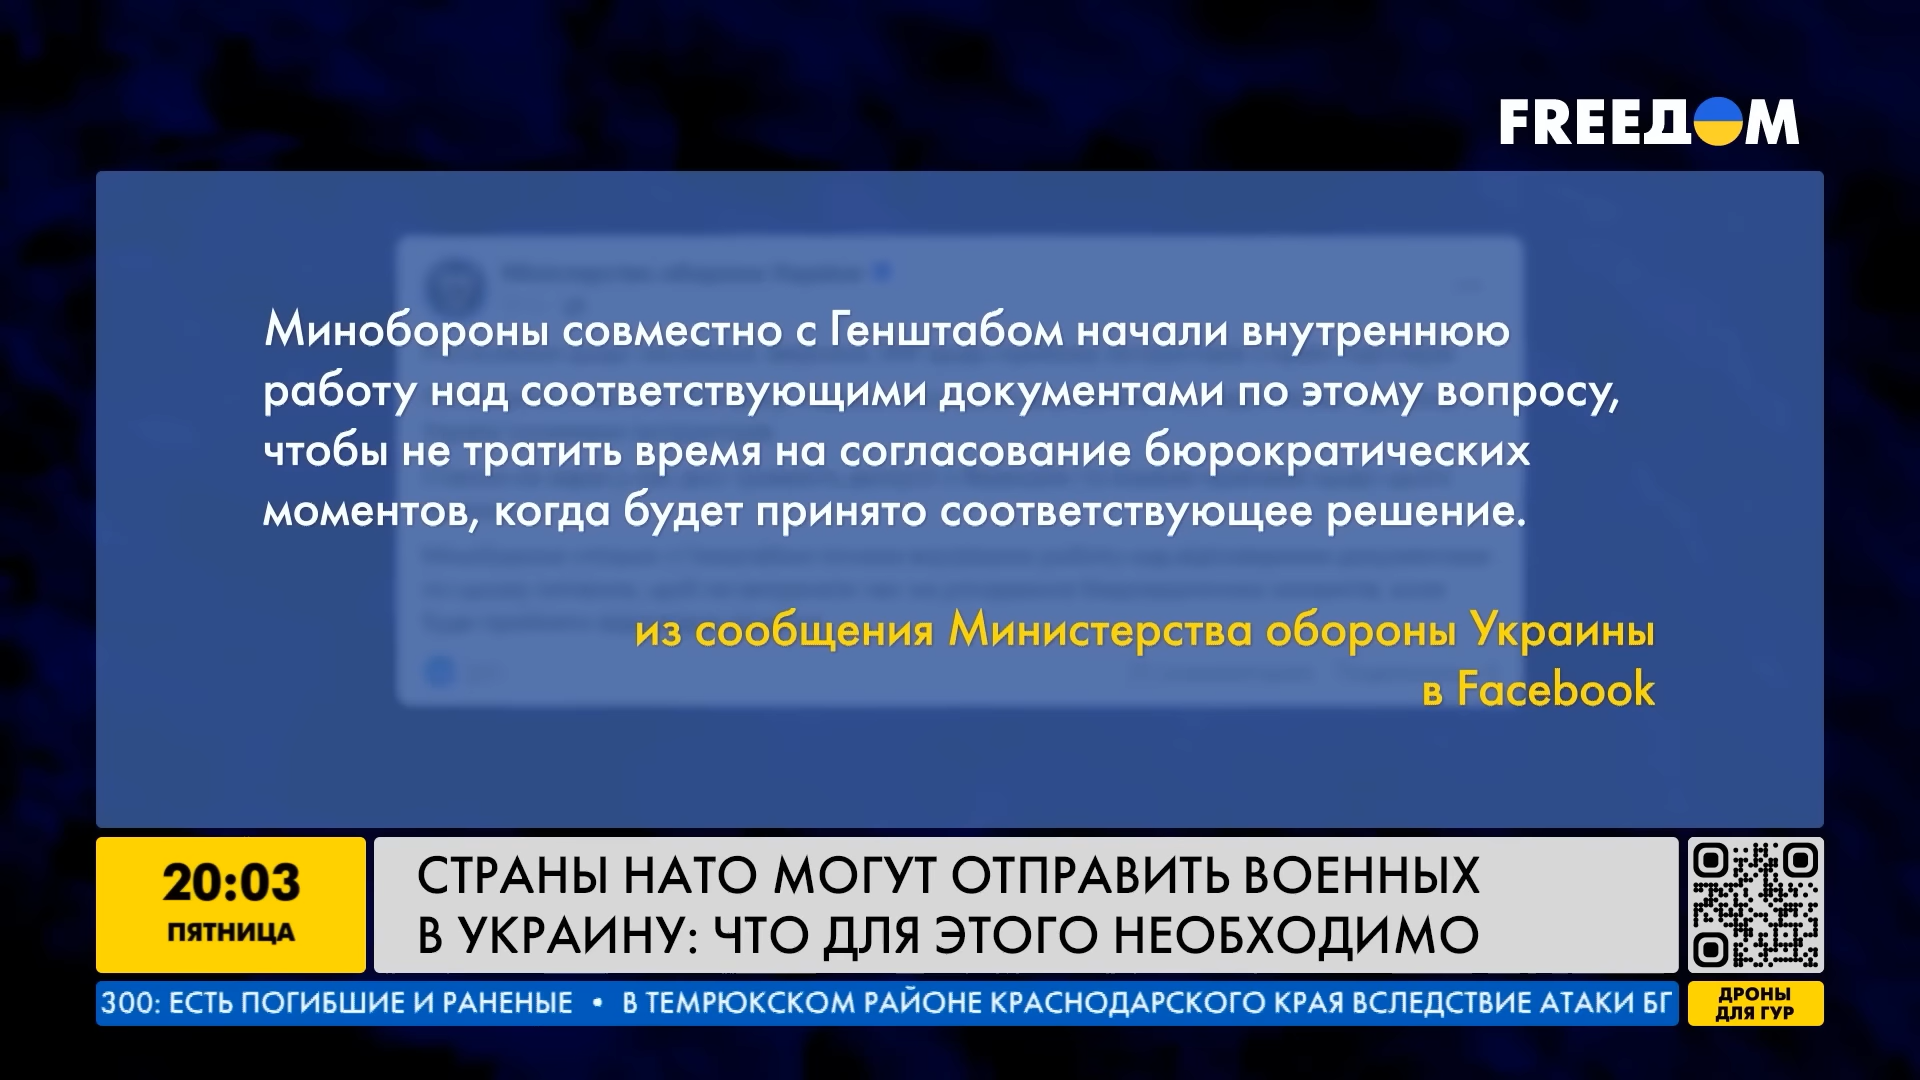 FREEДOM
Минобороны совместно с Генштабом начали внутреннюю
работу над соответствующими документами по этому вопросу,
чтобы не тратить время на согласование бюрократических
моментов, когда будет принято соответствующее решение.
из сообщения Министерства обороны Украины
в Facebook
20:03
ПЯТНИЦА
СТРАНЫ НАТО МОГУТ ОТПРАВИТЬ ВОЕННЫХ
В УКРАИНУ: ЧТО ДЛЯ ЭТОГО НЕОБХОДИМО
300: ЕСТЬ ПОГИБШИЕ И РАНЕНЫЕ • В ТЕМРЮКСКОМ РАЙОНЕ КРАСНОДАРСКОГО КРАЯ ВСЛЕДСТВИЕ АТАКИ
ДРОНЫ
ДЛЯ ГУР